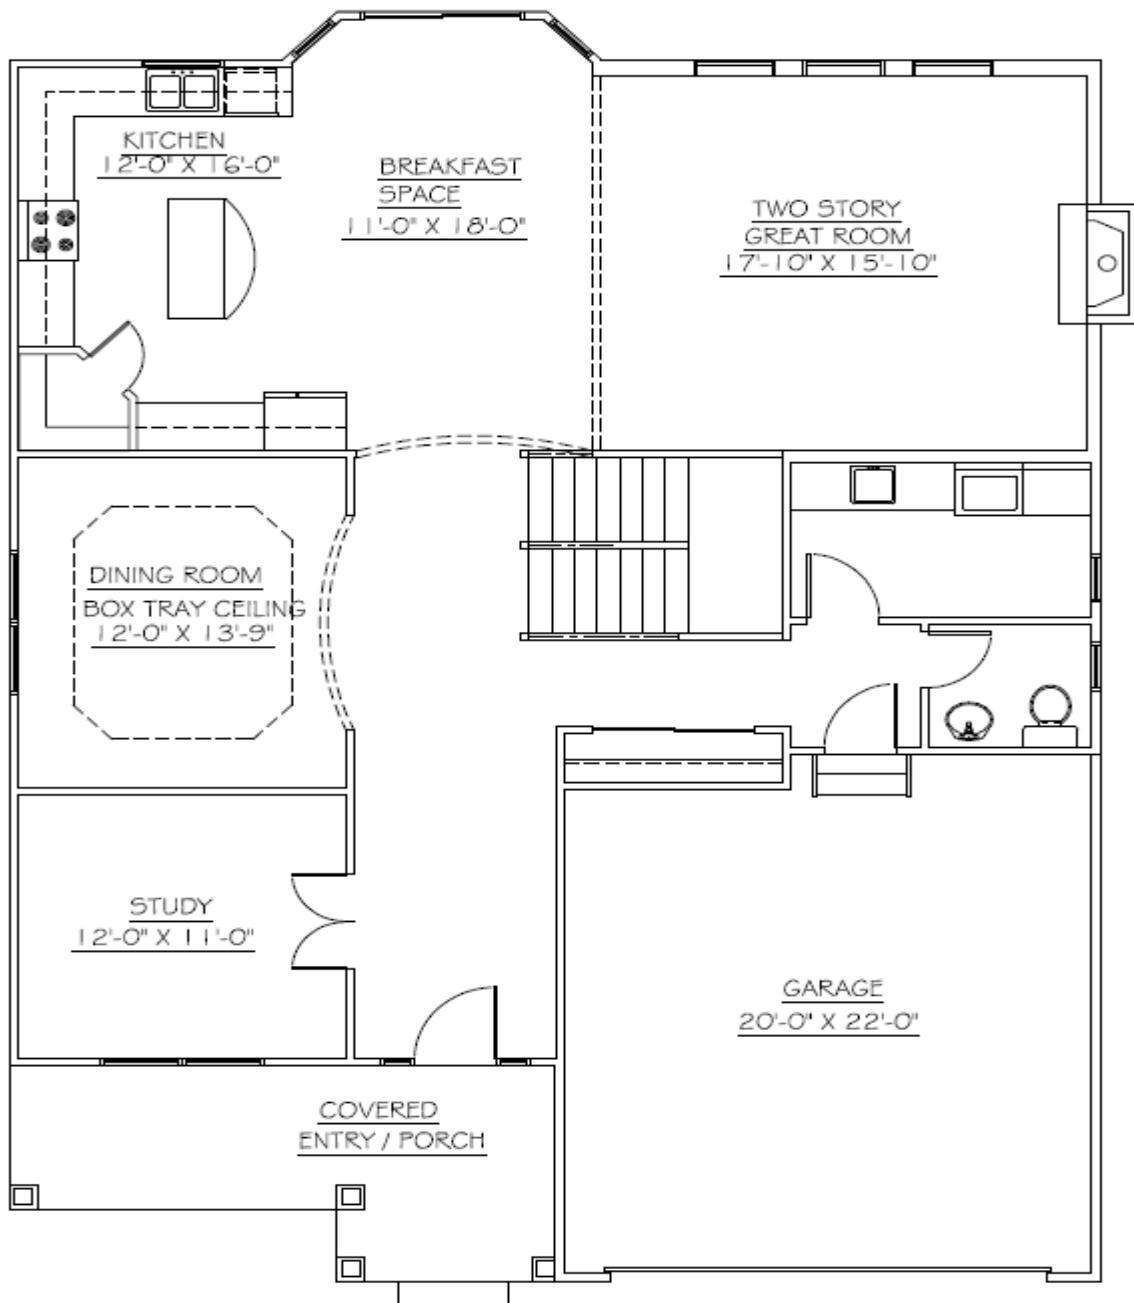 KITCHEN
12'-0" X 16'-0"
BREAKFAST
SPACE
11'-0" X 18'-0"
TWO STORY
GREAT ROOM
17'-10" X 15'-10"
DINING ROOM
BOX TRAY CEILING
12'-0" X 13'-9"
STUDY
12'-0" X 11'-0"
GARAGE
20'-0" X 22'-0"
COVERED
ENTRY / PORCH